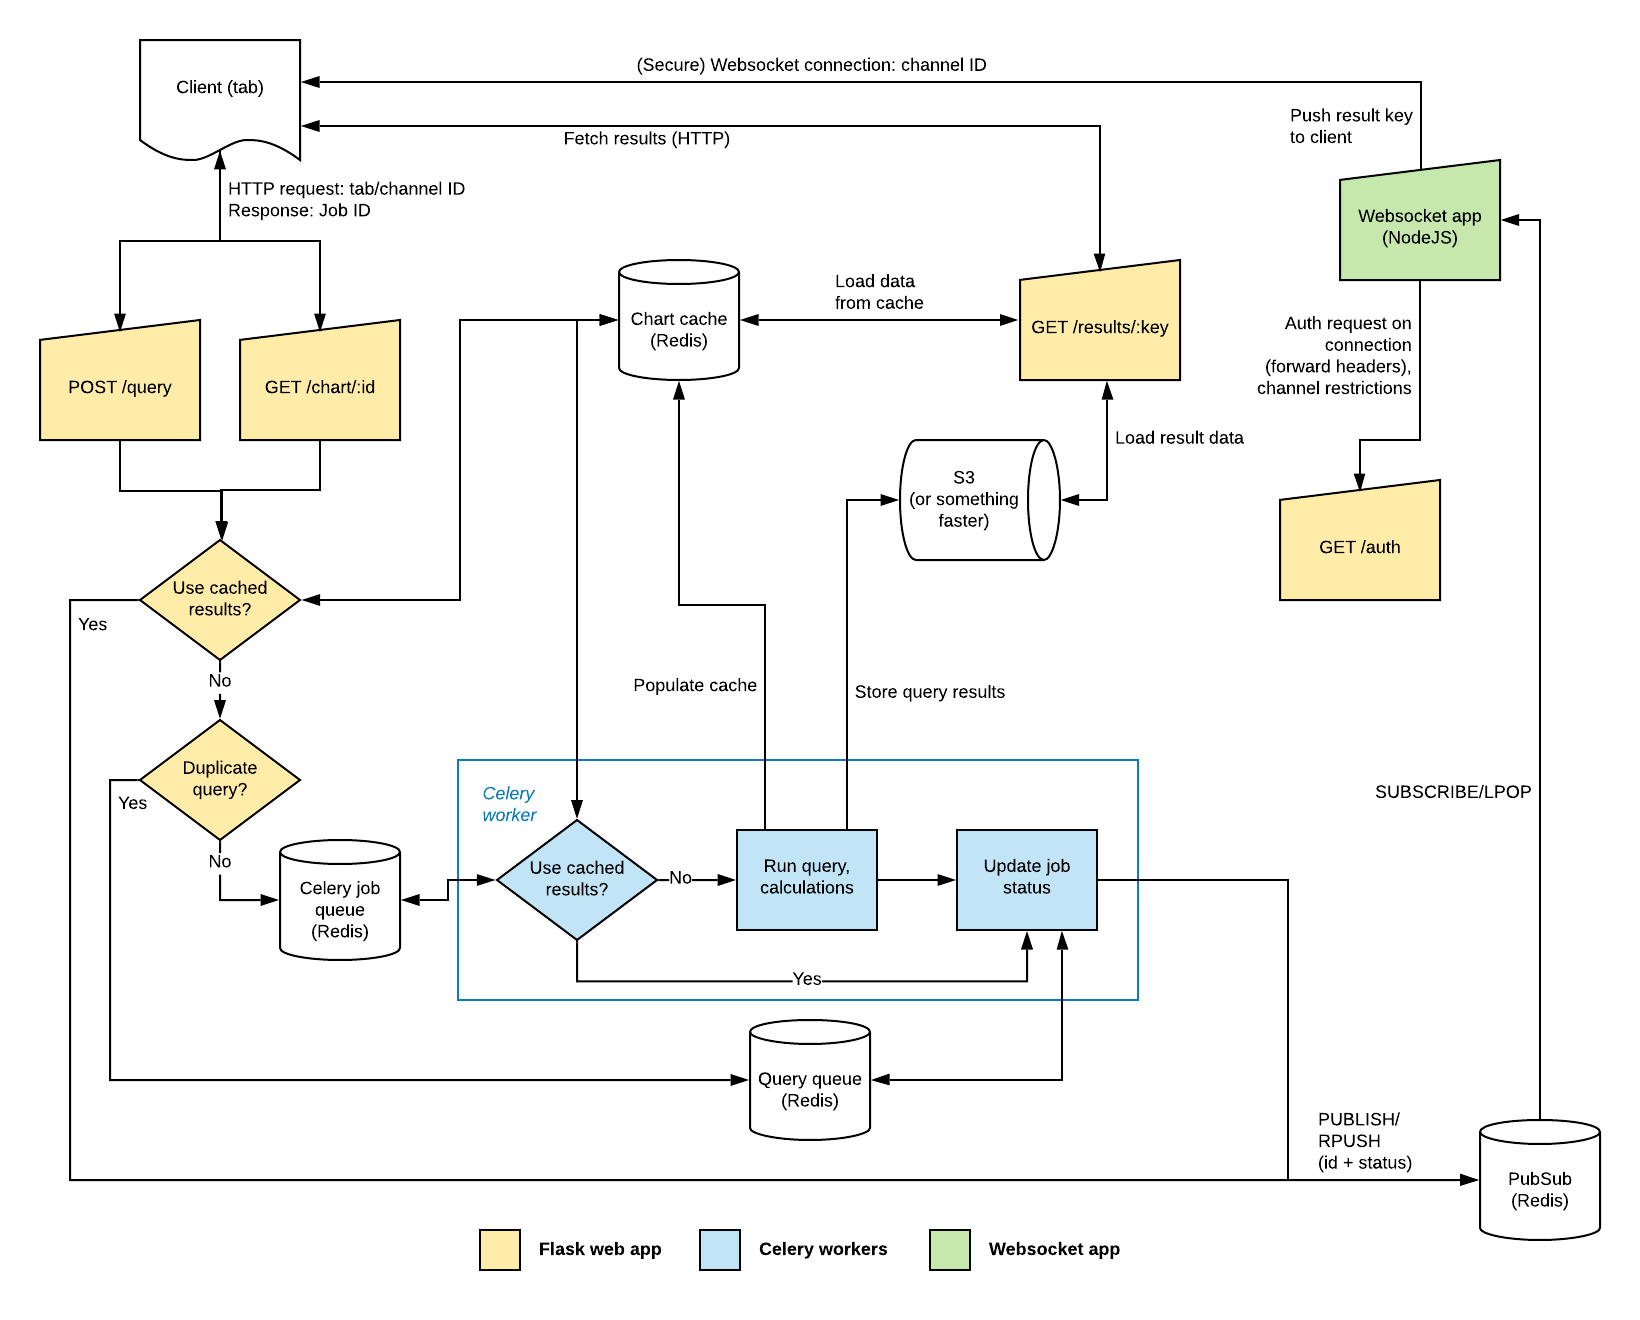 Client (tab)
(Secure) Websocket connection: channel ID
Fetch results (HTTP)
Push result key
to client
HTTP request: tab/channel ID
Response: Job ID
Websocket app
(NodeJS)
POST /query
GET /chart/:id
Chart cache
(Redis)
Load data
from cache
GET /results/:key
Auth request on
connection
(forward headers),
channel restrictions
Load result data
S3
(or something
faster)
GET /auth
Use cached
results?
Yes
No
Populate cache
Store query results
Duplicate
query?
Yes
No
Celery
worker
SUBSCRIBE/LPOP
Celery job
queue
(Redis)
Use cached
results?
No
Run query,
calculations
Update job
status
Yes
Query queue
(Redis)
PUBLISH/
RPUSH
(id + status)
PubSub
(Redis)
Flask web app
Celery workers
Websocket app